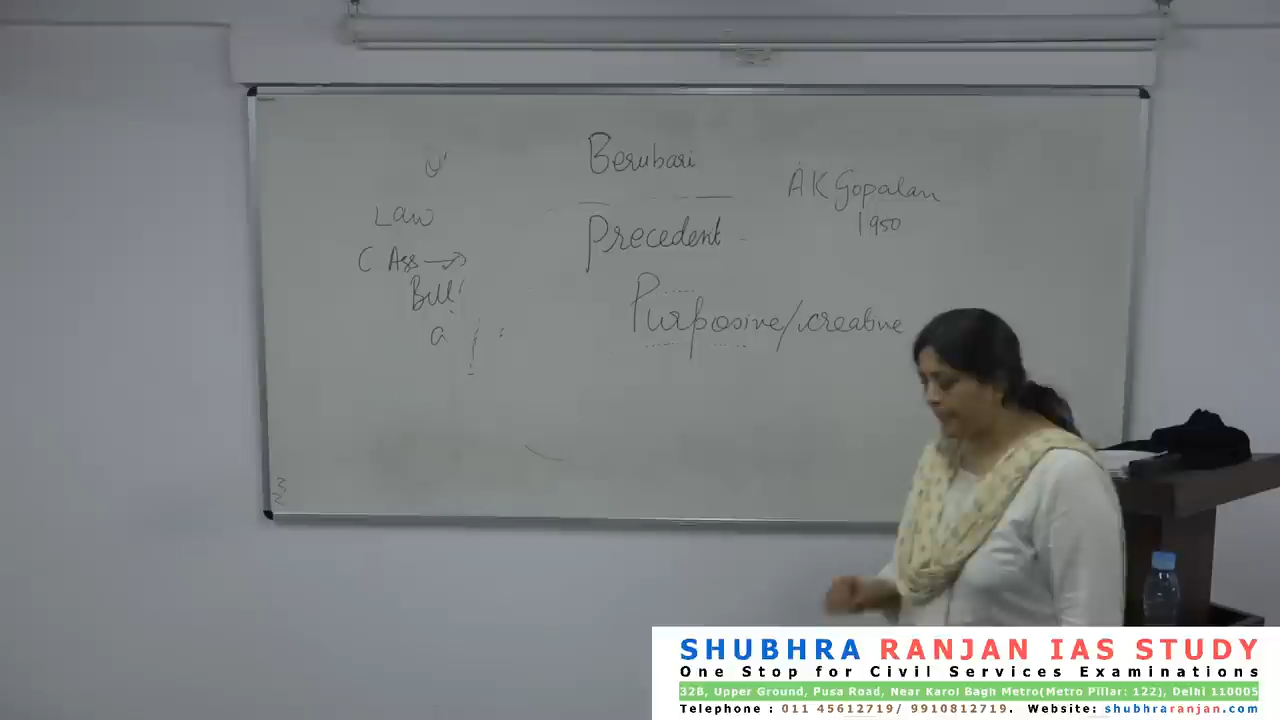 Berubari
AK Gopalan
1950
Law
Precedent
C Ass →
Bill
a
Purposive/creative
SHUBHRA RANJAN IAS STUDY
One Stop for Civil Services Examinations
32B, Upper Ground, Pusa Road, Near Karol Bagh Metro(Metro Pillar: 122), Delhi 110005
Telephone : 011 45612719/ 9910812719. Website: shubhraranjan.com